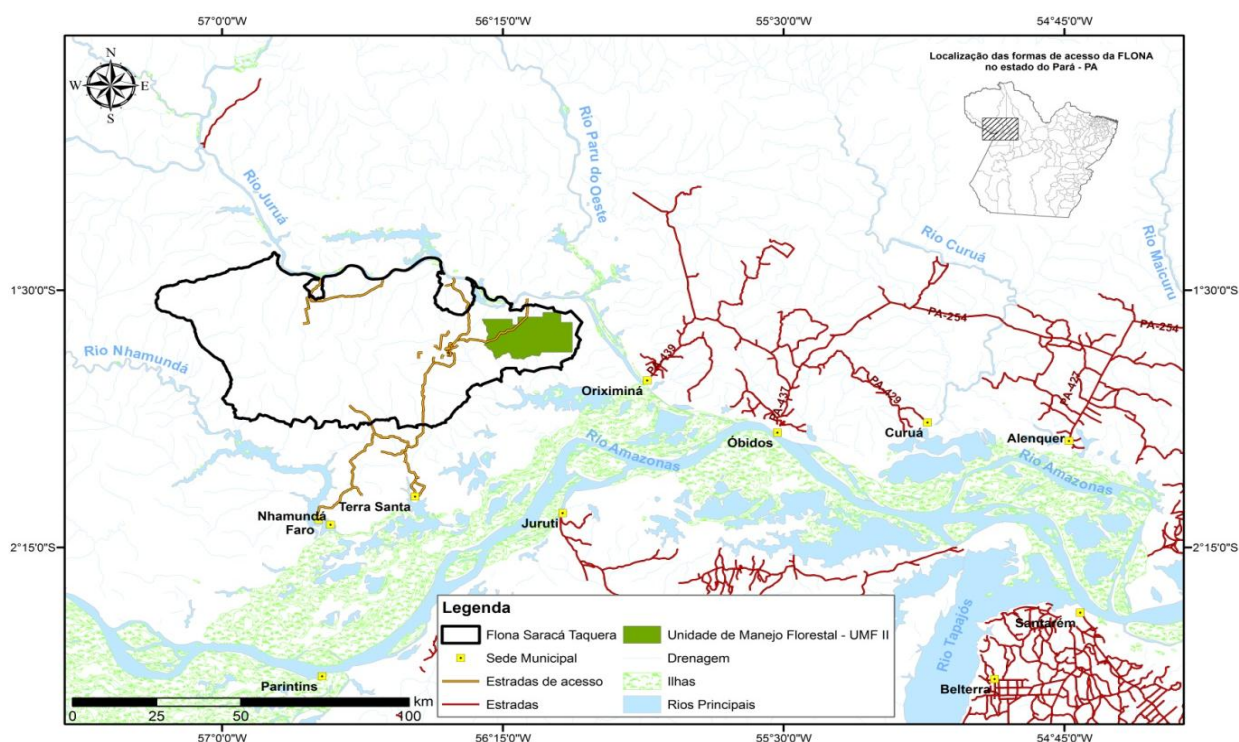 57°0'0"W
56°15'0"W
55°30'0"W
54°45'0"W
Localização das formas de acesso da FLONA
no estado do Pará - PA
N
W
E
S
Rio Juruá
Rio Paru do Oeste
Rio Curuá
Rio Maicuru
1°30'0"S
1°30'0"S
PA-254
PA-254
Rio Nhamundá
PA-439
Oriximiná
PA-437
PA-429
PA-427
Óbidos
Curuá
Alenquer
Rio Amazonas
Rio Amazonas
Terra Santa
Nhamundá
Faro
Juruti
2°15'0"S
2°15'0"S
Legenda
Flona Saracá Taquera
Unidade de Manejo Florestal - UMF II
Sede Municipal
Drenagem
Estradas de acesso
Ilhas
Estradas
Rios Principais
Rio Tapajós
Santarém
Belterra
Parintins
km
0
25
50
100
57°0'0"W
56°15'0"W
55°30'0"W
54°45'0"W